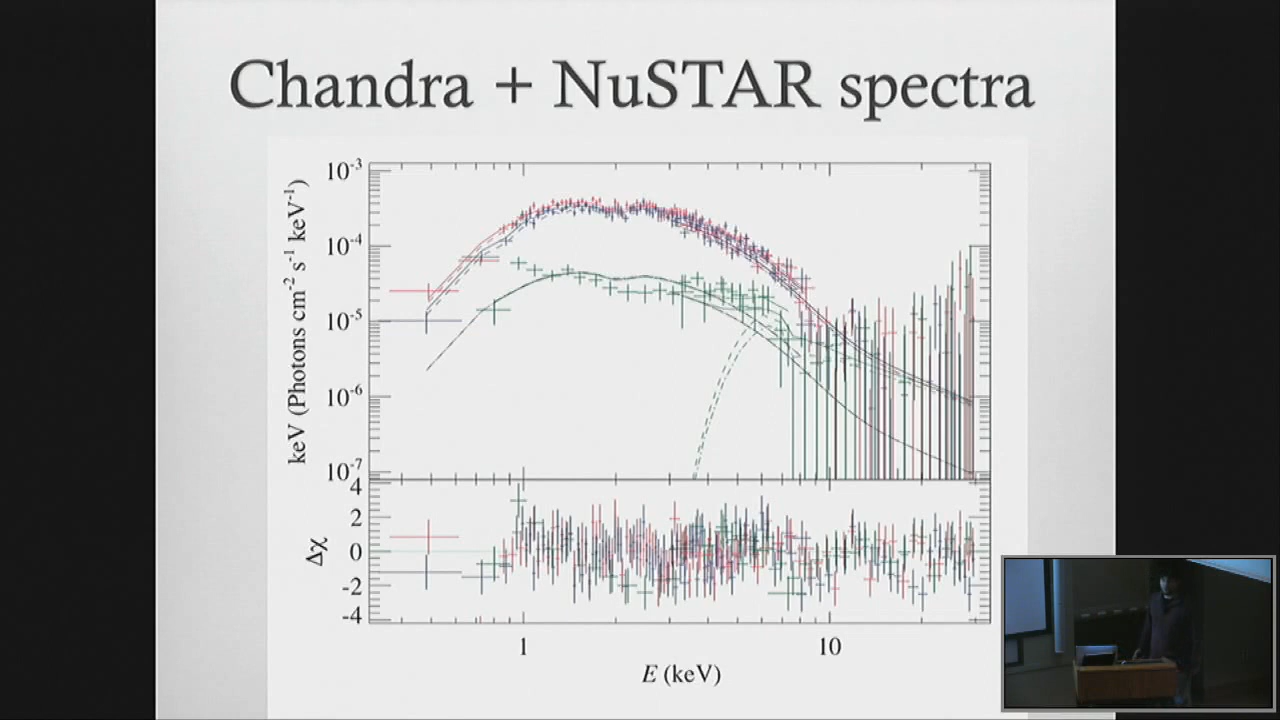 Chandra + NuSTAR spectra
keV (Photons cm⁻² s⁻¹ keV⁻¹)
10⁻³
10⁻⁴
10⁻⁵
10⁻⁶
10⁻⁷
Δχ
4
2
0
-2
-4
1 10
E (keV)